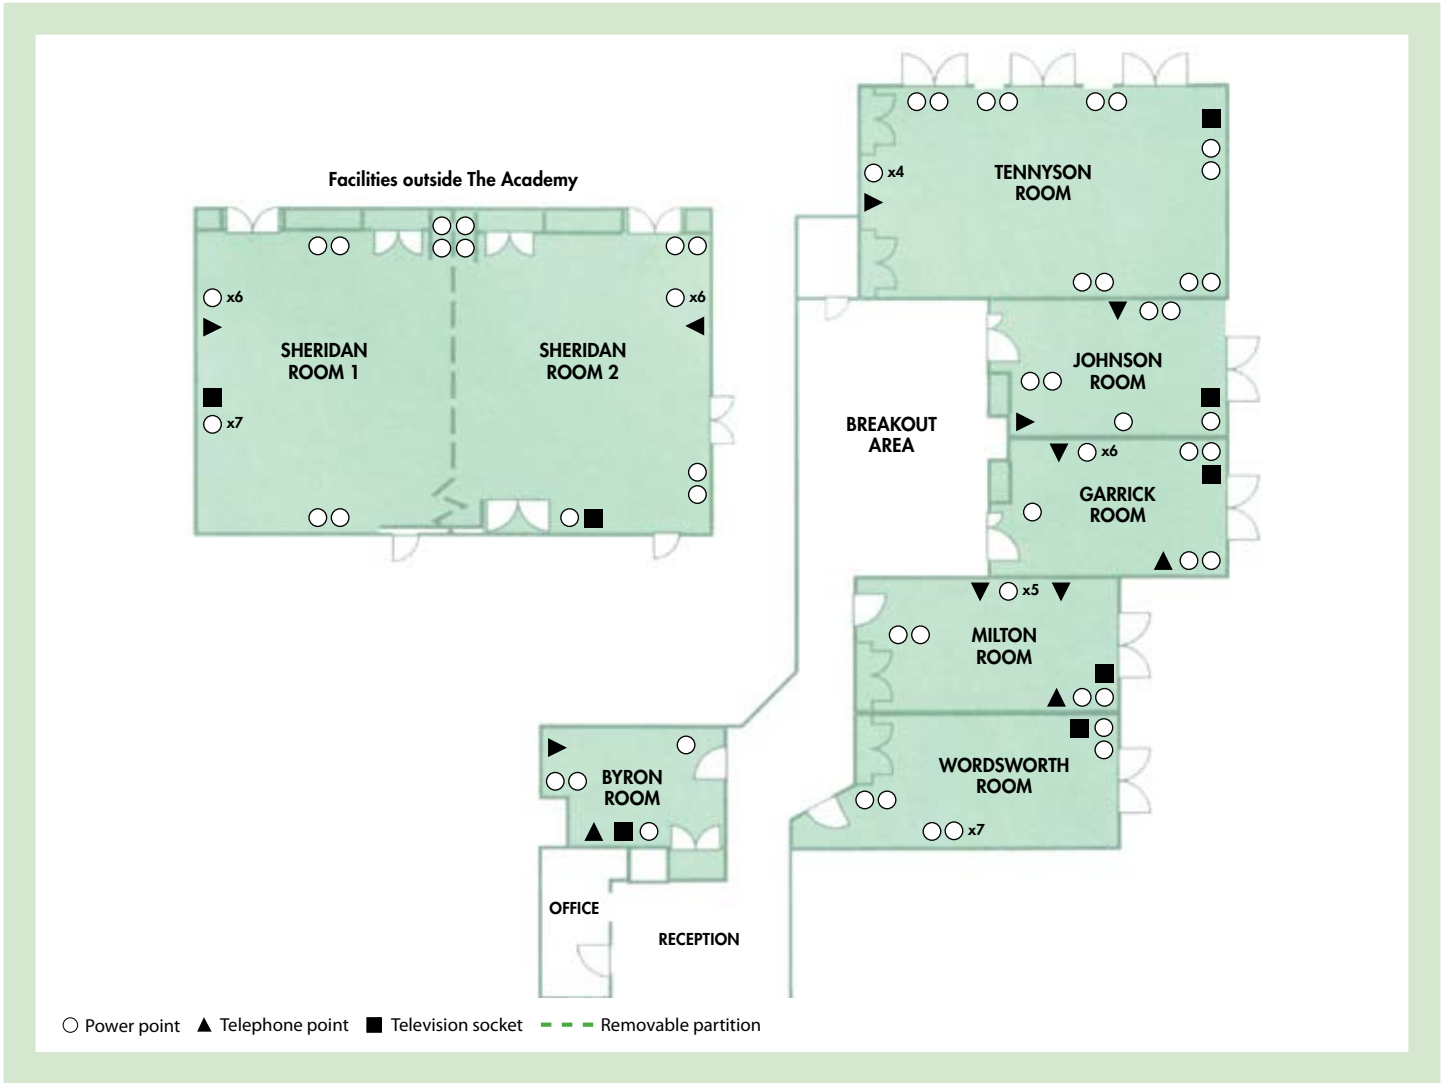 Facilities outside The Academy
x4
TENNYSON
ROOM
x6
x6
SHERIDAN
ROOM 1
SHERIDAN
ROOM 2
x7
JOHNSON
ROOM
BREAKOUT
AREA
x6
GARRICK
ROOM
x5
MILTON
ROOM
WORDSWORTH
ROOM
x7
BYRON
ROOM
OFFICE
RECEPTION
Power point Telephone point Television socket Removable partition